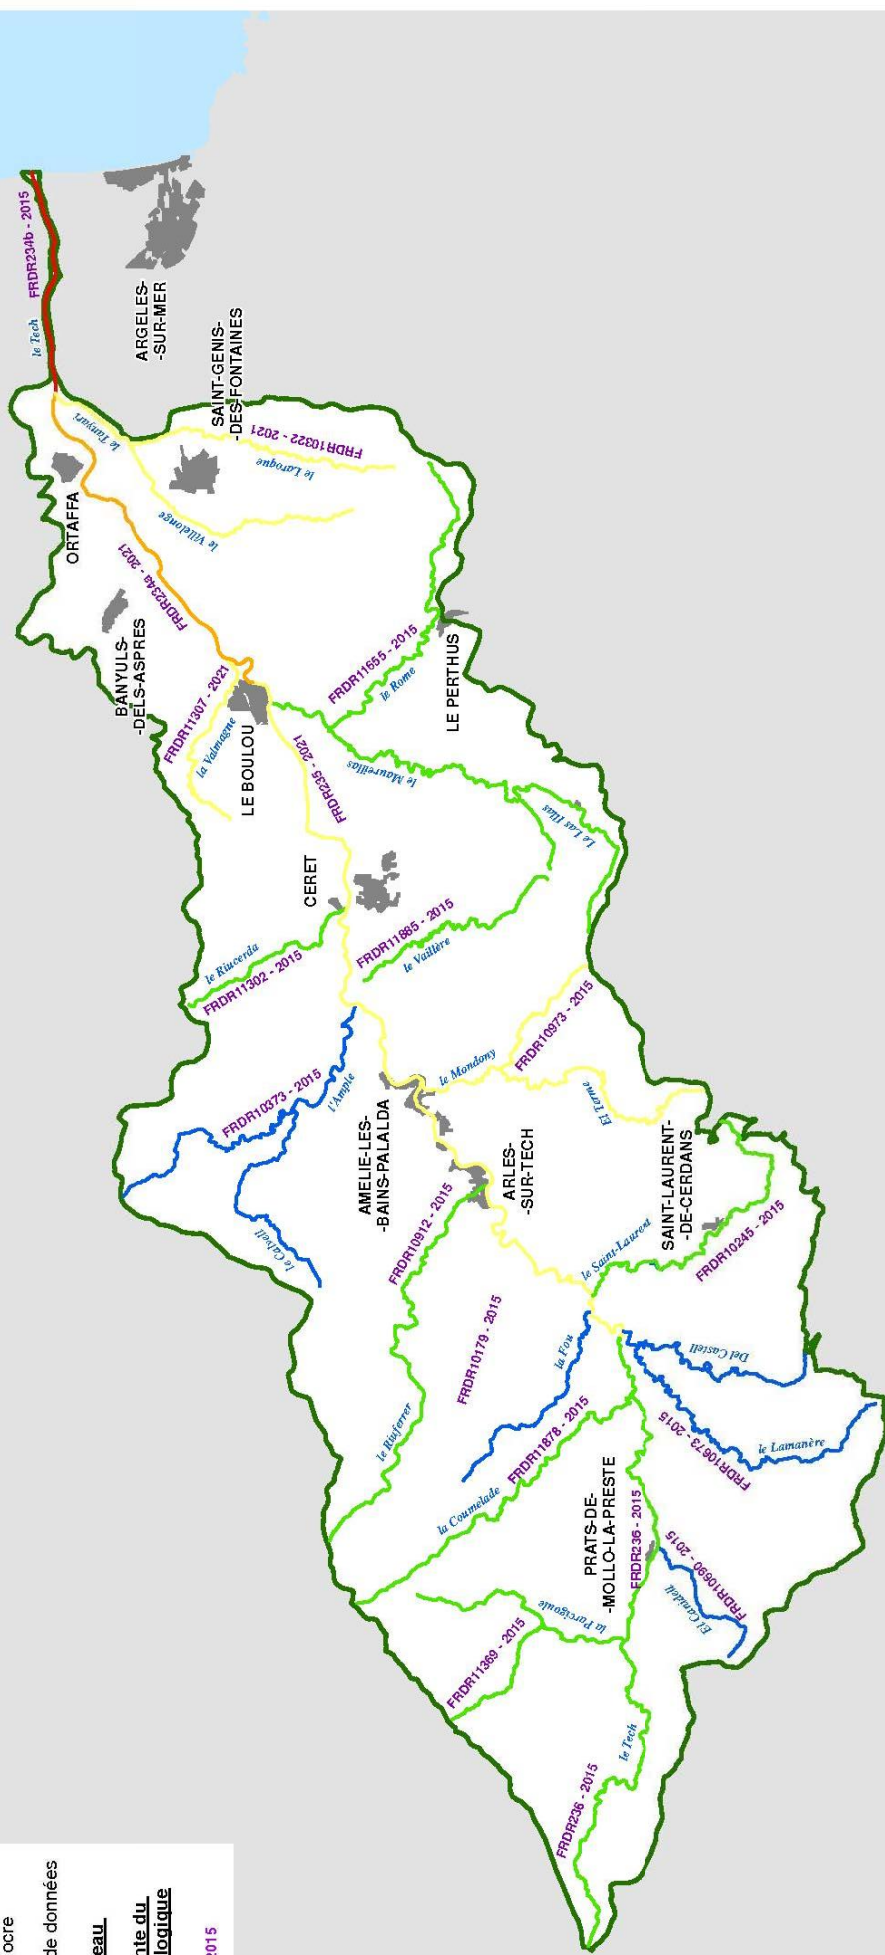 ocre
de données
eau
nte du
logique
2015
FRDR236 - 2015
le Tech
FRDR11369 - 2015
la Parcigoule
PRATS-DE-
-MOLLO-LA-PRESTE
FRDR236 - 2015
El Canidell
FRDR10690 - 2015
la Coumelade
FRDR11878 - 2015
le Riuferrer
FRDR10912 - 2015
FRDR10179 - 2015
la Fou
FRDR10673 - 2015
le Lamanère
Del Castell
le Saint-Laurent
SAINT-LAURENT-
-DE-CERDANS
FRDR10245 - 2015
ARLES-
-SUR-TECH
AMELIE-LES-
-BAINS-PALALDA
le Calvell
FRDR10373 - 2015
l'Ample
le Mondony
El Terme
FRDR10973 - 2015
le Riucerda
FRDR11302 - 2015
CERET
FRDR11885 - 2015
le Vaillère
Le Las Illas
le Maureillas
FRDR235 - 2021
LE BOULOU
la Valmagne
FRDR11307 - 2021
FRDR11655 - 2015
le Rome
LE PERTHUS
BANYULS-
-DELS-ASPRES
FRDR234a - 2021
ORTAFFA
le Villelongue
le Tanyari
le Laroque
FRDR10322 - 2021
SAINT-GENIS-
-DES-FONTAINES
le Tech
FRDR234b - 2015
ARGELES-
-SUR-MER